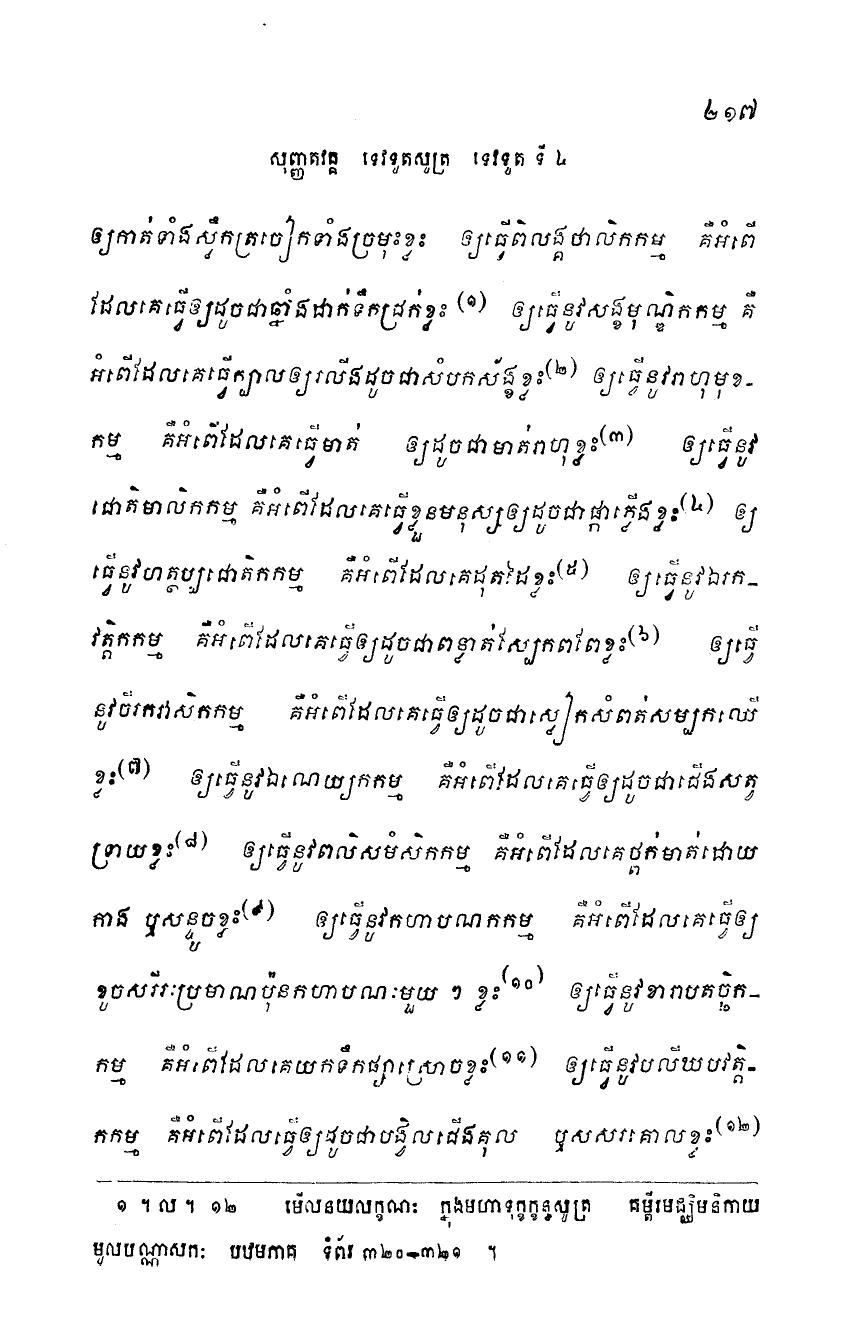 ២១៧
សុញ្ញតវគ្គ ទេវទូតសូត្រ ទេវទូត ទី ៤
ឲ្យកាត់ទាំងស្លឹកត្រចៀកទាំងច្រមុះខ្លះ ឲ្យធ្វើពិលង្គថាលិកកម្ម គឺអំពើ
ដែលគេធ្វើឲ្យដូចជាឆ្នាំងដាក់ទឹកជ្រក់ខ្លះ (១) ឲ្យធ្វើនូវសង្ខមុណ្ឌិកកម្ម គឺ
អំពើដែលគេធ្វើក្បាលឲ្យរលីងដូចជាសំបកស័ង្ខខ្លះ(២) ឲ្យធ្វើនូវរាហុមុខ-
កម្ម គឺអំពើដែលគេធ្វើមាត់ ឲ្យដូចជាមាត់រាហុខ្លះ(៣) ឲ្យធ្វើនូវ
ជោតិមាលិកកម្ម គឺអំពើដែលគេធ្វើខ្លួនមនុស្សឲ្យដូចជាផ្កាភ្លើងខ្លះ(៤) ឲ្យ
ធ្វើនូវហត្ថប្បជោតិកកម្ម គឺអំពើដែលគេដុតដៃខ្លះ(៥) ឲ្យធ្វើនូវឯរក-
វត្តិកកម្ម គឺអំពើដែលគេធ្វើឲ្យដូចជាពន្លាត់ស្បែកពពែខ្លះ(៦) ឲ្យធ្វើ
នូវចីរកវាសិតកម្ម គឺអំពើដែលគេធ្វើឲ្យដូចជាស្លៀកសំពត់សម្បកឈើ
ខ្លះ(៧) ឲ្យធ្វើនូវឯណេយ្យកកម្ម គឺអំពើដែលគេធ្វើឲ្យដូចជាជើងសត្វ
ទ្រាយខ្លះ(៨) ឲ្យធ្វើនូវពលិសមំសិកកម្ម គឺអំពើដែលគេថ្ពក់មាត់ដោយ
កាង ឬសន្ទូចខ្លះ(៩) ឲ្យធ្វើនូវកហាបណកកម្ម គឺអំពើដែលគេធ្វើឲ្យ
ខូចសរីរៈប្រមាណប៉ុនកហាបណៈមួយ ៗ ខ្លះ(១០) ឲ្យធ្វើនូវខារាបតច្ឆិក-
កម្ម គឺអំពើដែលគេយកទឹកផ្សាស្រោចខ្លះ(១១) ឲ្យធ្វើនូវបលីឃបវត្តិ-
កកម្ម គឺអំពើដែលធ្វើឲ្យដូចជាបង្វិលជើងគុល ឬសសរគោលខ្លះ(១២)
១ ។ ល ។ ១២ មើលនយលក្ខណះ ក្នុងមហាទុក្ខក្ខន្ធសូត្រ គម្ពីរមជ្ឈិមនិកាយ
មូលបណ្ណាសកះ បឋមភាគ ទំព័រ ៣២០-៣២១ ។